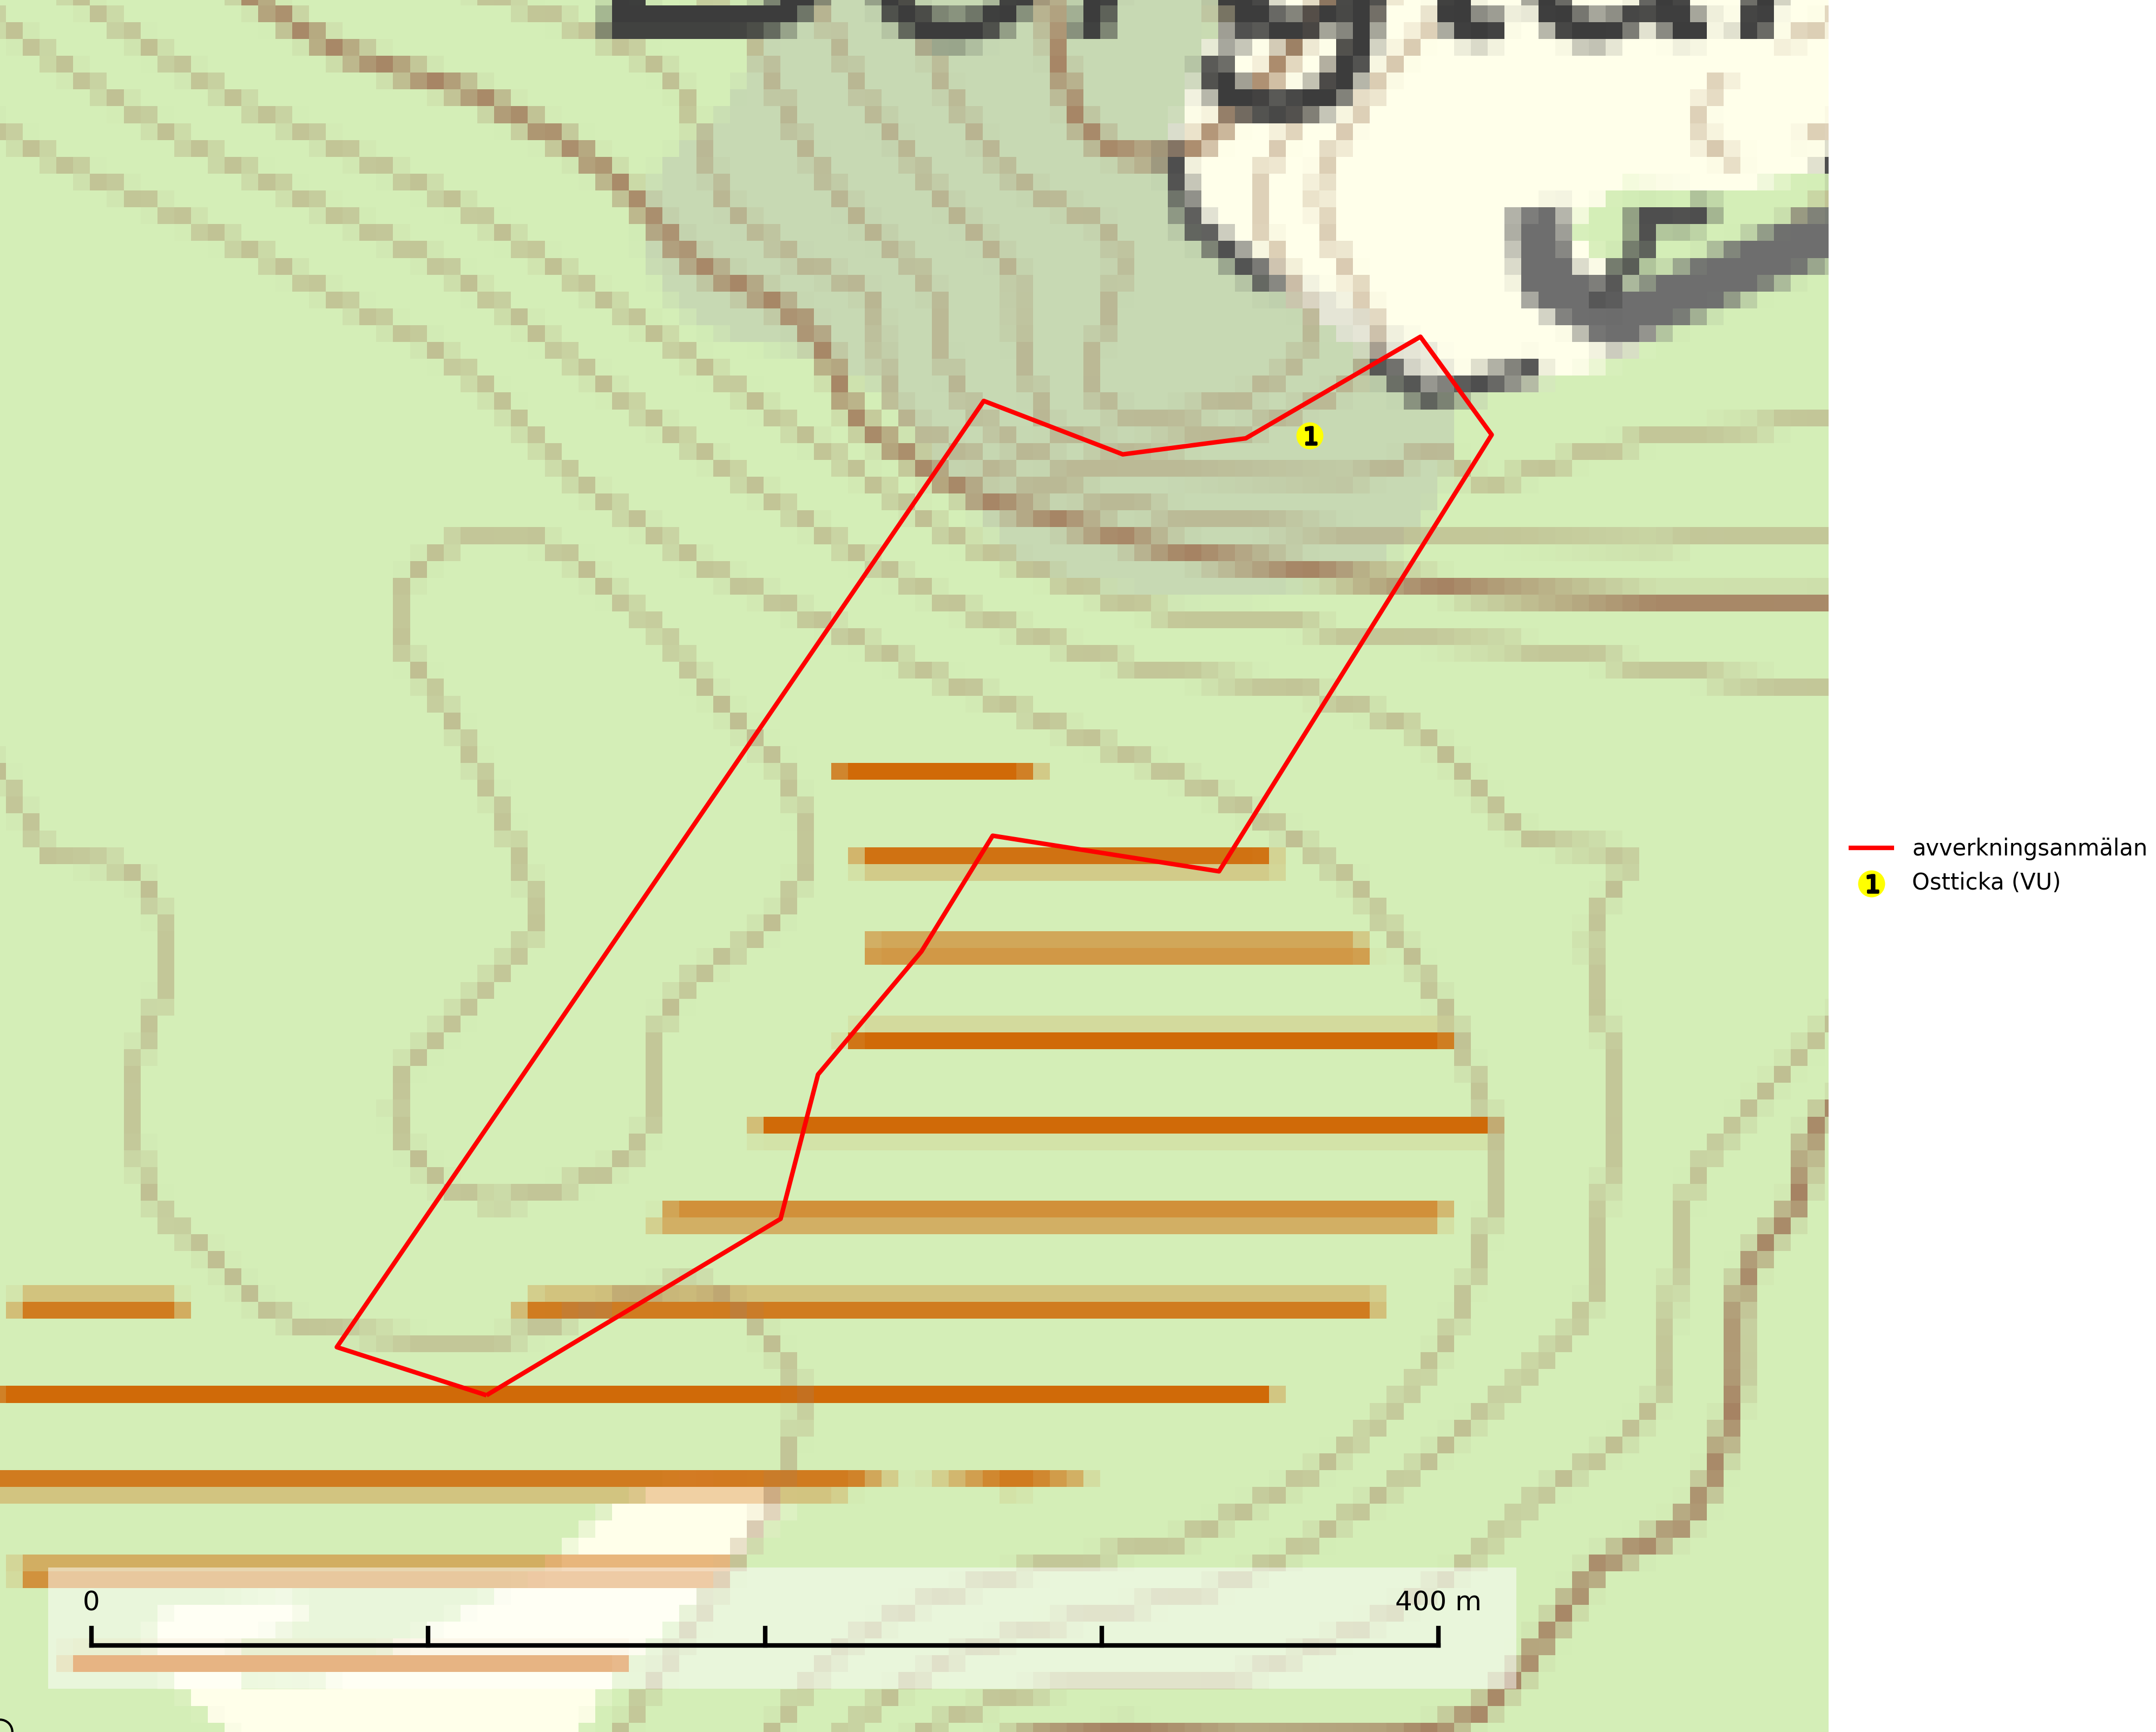 1
avverkningsanmälan
1 Ostticka (VU)
0 400 m